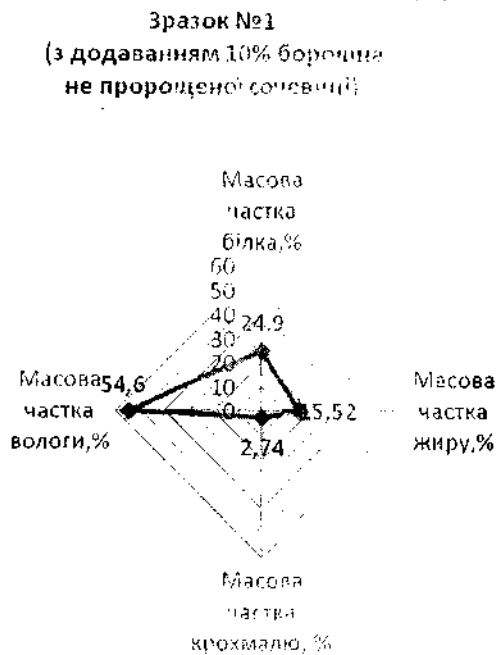 Зразок №1
(з додаванням 10% борошна
не пророщеної сочевиці)
Масова
частка
білка,%
60
50
40
30
20
10
0
24,9
54,6
15,52
2,74
Масова
частка
вологи,%
Масова
частка
жиру,%
Масова
частка
крохмалю, %